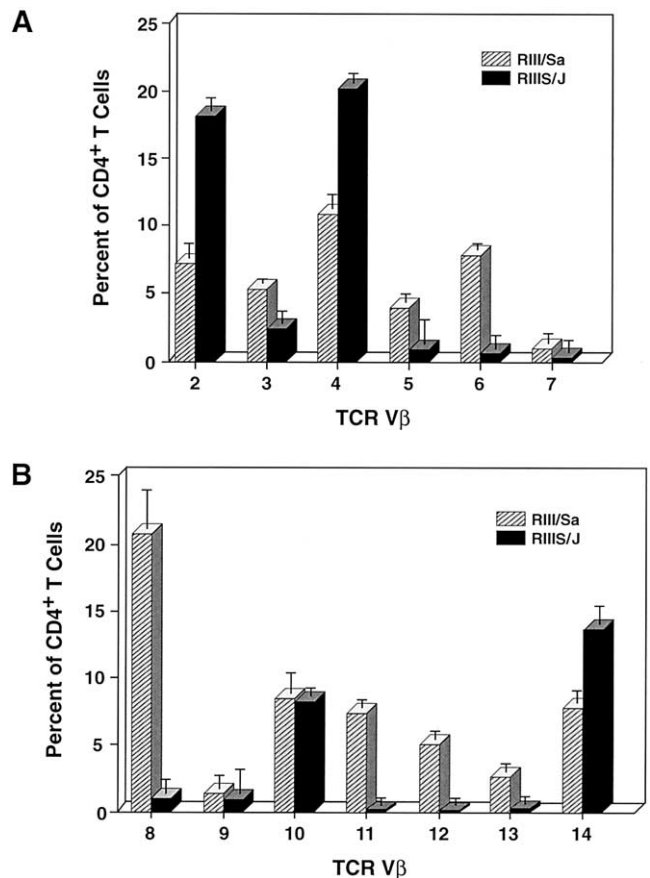 A
Percent of CD4+ T Cells
25
20
15
10
5
0
RIII/Sa
RIIIS/J
2 3 4 5 6 7
TCR Vβ
B
Percent of CD4+ T Cells
25
20
15
10
5
0
RIII/Sa
RIIIS/J
8 9 10 11 12 13 14
TCR Vβ